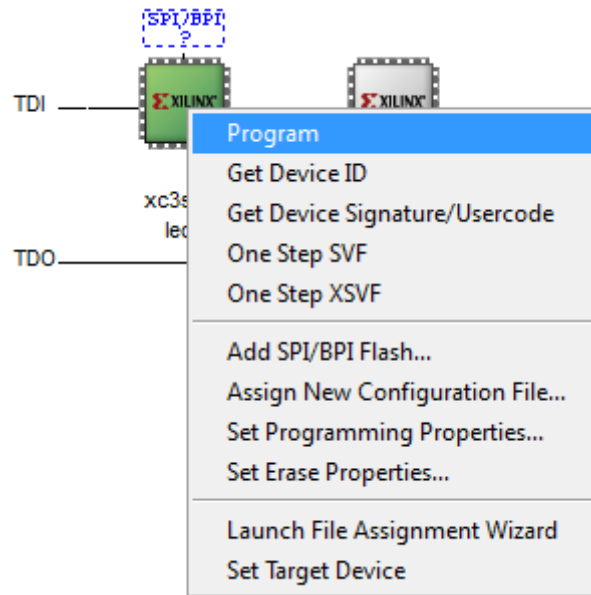 SPI/BPI
?
TDI
XILINX
XILINX
Program
Get Device ID
Get Device Signature/Usercode
xc3s
One Step SVF
TDO
One Step XSVF
Add SPI/BPI Flash...
Assign New Configuration File...
Set Programming Properties...
Set Erase Properties...
Launch File Assignment Wizard
Set Target Device